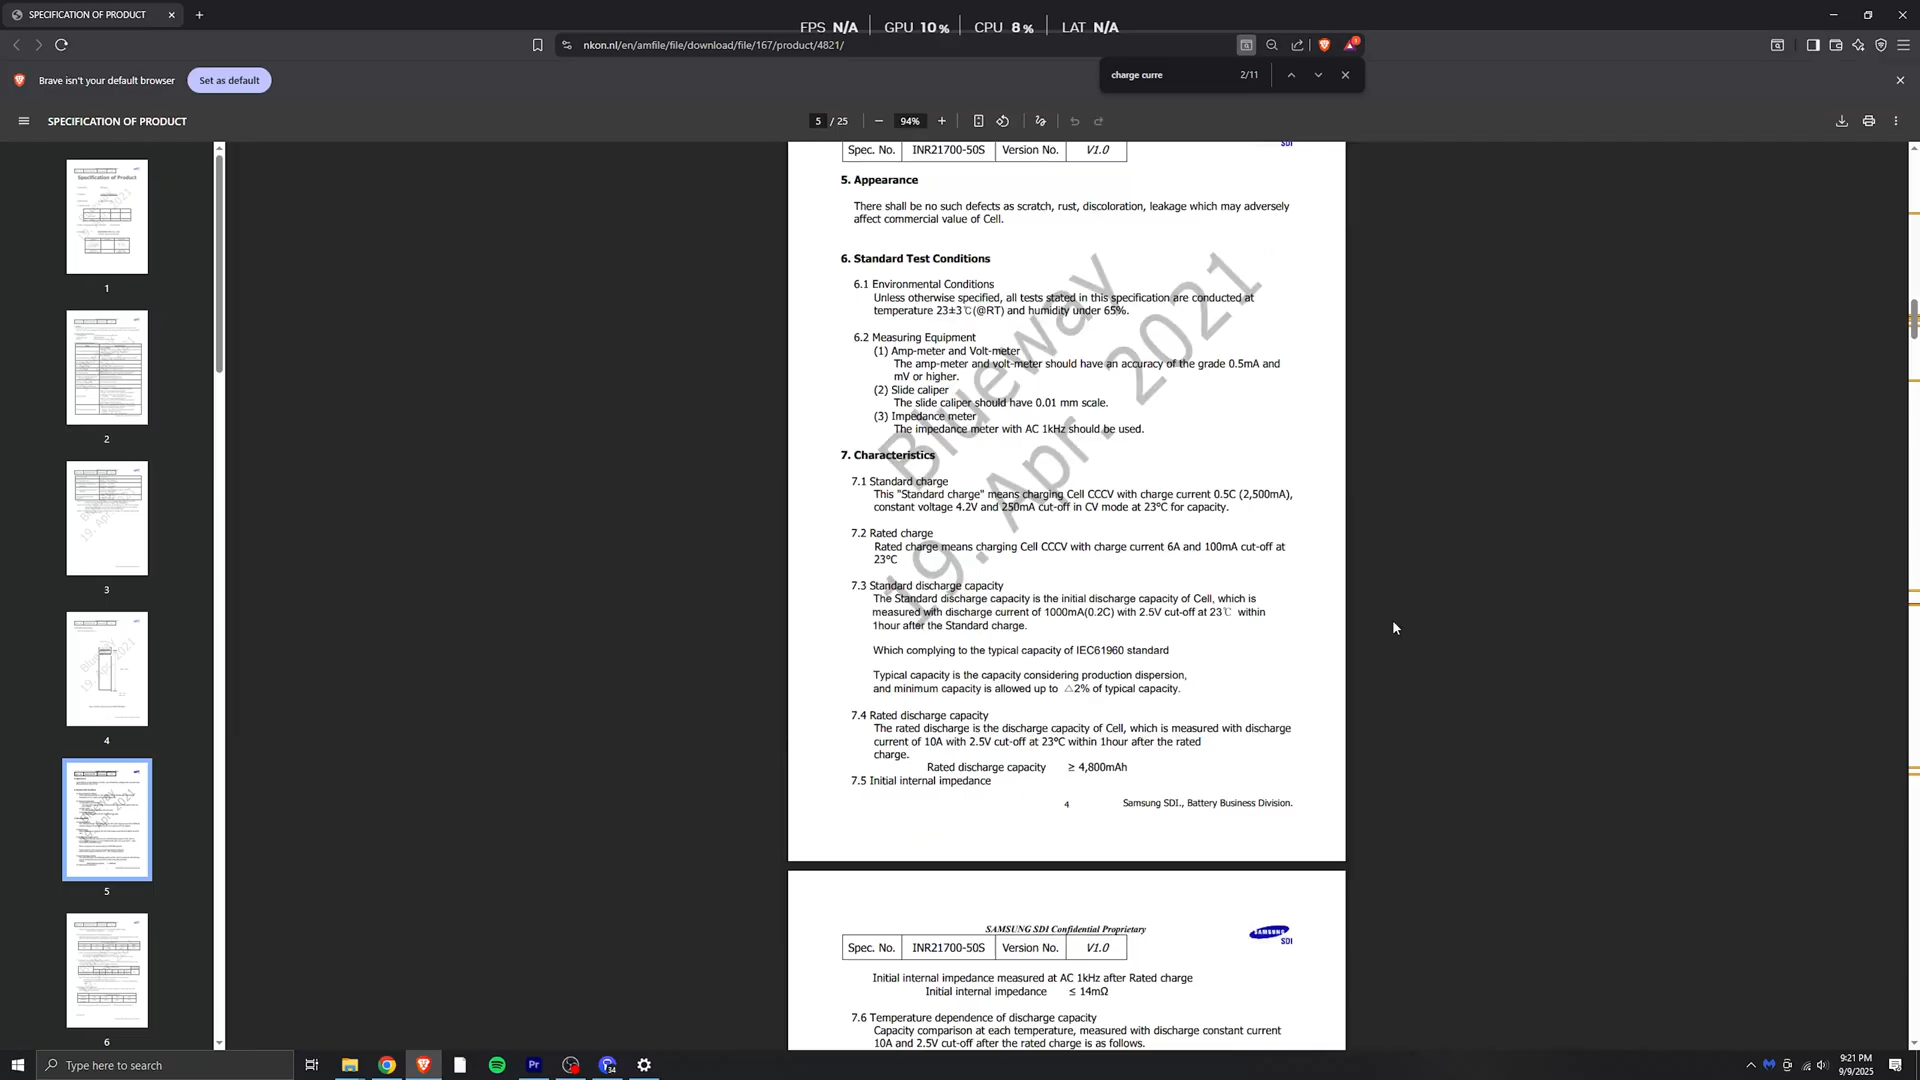 SPECIFICATION OF PRODUCT
FPS N/A GPU 10% CPU 8% LAT N/A
nkon.nl/en/amfile/file/download/file/167/product/4821/
charge curre 2/11
Brave isn't your default browser Set as default
SPECIFICATION OF PRODUCT
5 / 25 94%
Spec. No. INR21700-50S Version No. V1.0
SDI
5. Appearance
There shall be no such defects as scratch, rust, discoloration, leakage which may adversely
affect commercial value of Cell.
6. Standard Test Conditions
6.1 Environmental Conditions
Unless otherwise specified, all tests stated in this specification are conducted at
temperature 23±3℃(@RT) and humidity under 65%.
6.2 Measuring Equipment
(1) Amp-meter and Volt-meter
The amp-meter and volt-meter should have an accuracy of the grade 0.5mA and
mV or higher.
(2) Slide caliper
The slide caliper should have 0.01 mm scale.
(3) Impedance meter
The impedance meter with AC 1kHz should be used.
7. Characteristics
7.1 Standard charge
This "Standard charge" means charging Cell CCCV with charge current 0.5C (2,500mA),
constant voltage 4.2V and 250mA cut-off in CV mode at 23℃ for capacity.
7.2 Rated charge
Rated charge means charging Cell CCCV with charge current 6A and 100mA cut-off at
23℃
7.3 Standard discharge capacity
The Standard discharge capacity is the initial discharge capacity of Cell, which is
measured with discharge current of 1000mA(0.2C) with 2.5V cut-off at 23℃ within
1hour after the Standard charge.
Which complying to the typical capacity of IEC61960 standard
Typical capacity is the capacity considering production dispersion,
and minimum capacity is allowed up to △2% of typical capacity.
7.4 Rated discharge capacity
The rated discharge is the discharge capacity of Cell, which is measured with discharge
current of 10A with 2.5V cut-off at 23℃ within 1hour after the rated
charge.
Rated discharge capacity ≥ 4,800mAh
7.5 Initial internal impedance
4 Samsung SDI., Battery Business Division.
Blueway
19. Apr. 2021
SAMSUNG SDI Confidential Proprietary
SAMSUNG
SDI
Spec. No. INR21700-50S Version No. V1.0
Initial internal impedance measured at AC 1kHz after Rated charge
Initial internal impedance ≤ 14mΩ
7.6 Temperature dependence of discharge capacity
Capacity comparison at each temperature, measured with discharge constant current
10A and 2.5V cut-off after the rated charge is as follows.
1
2
3
4
5
6
Type here to search
Pr
34
9:21 PM
9/9/2025